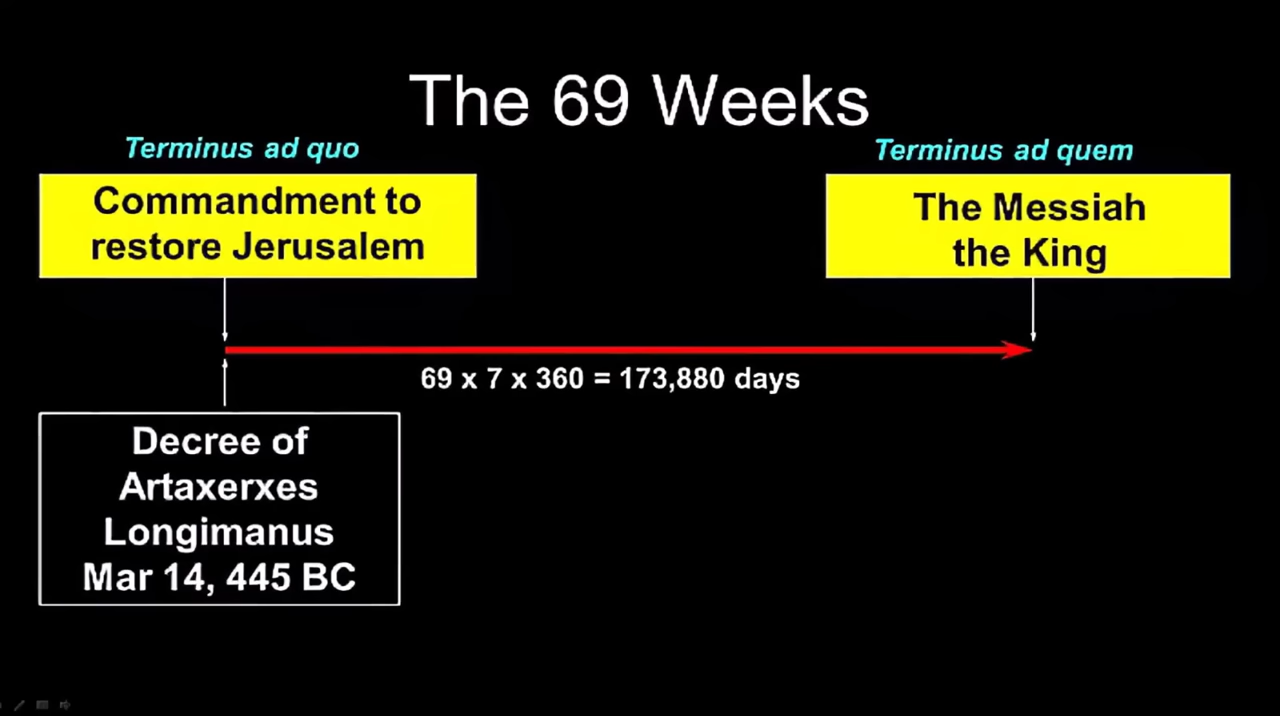 The 69 Weeks
Terminus ad quo
Terminus ad quem
Commandment to
restore Jerusalem
The Messiah
the King
69 x 7 x 360 = 173,880 days
Decree of
Artaxerxes
Longimanus
Mar 14, 445 BC